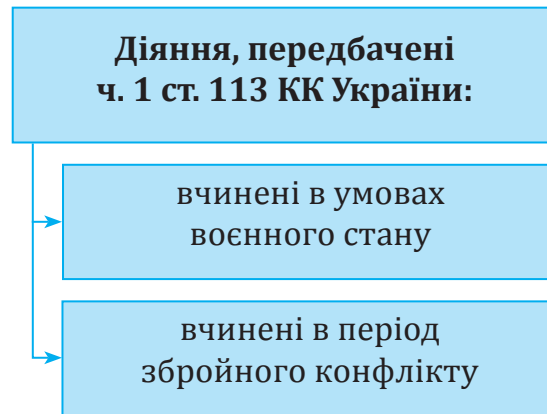 Діяння, передбачені
ч. 1 ст. 113 КК України:
вчинені в умовах
воєнного стану
вчинені в період
збройного конфлікту